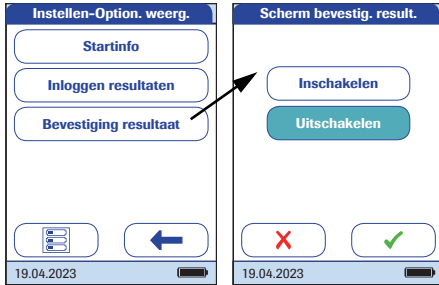 Instellen-Option. weerg.
Startinfo
Inloggen resultaten
Bevestiging resultaat
19.04.2023
Scherm bevestig. result.
Inschakelen
Uitschakelen
19.04.2023